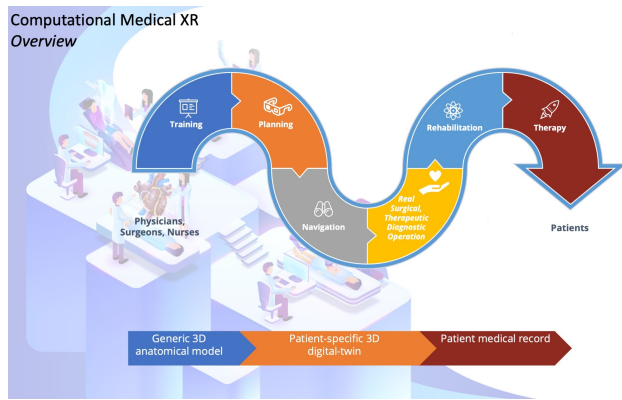 Computational Medical XR
Overview
Training
Planning
Rehabilitation
Therapy
Physicians,
Surgeons, Nurses
Navigation
Real
Surgical,
Therapeutic
Diagnostic
Operation
Patients
Generic 3D
anatomical model
Patient-specific 3D
digital-twin
Patient medical record